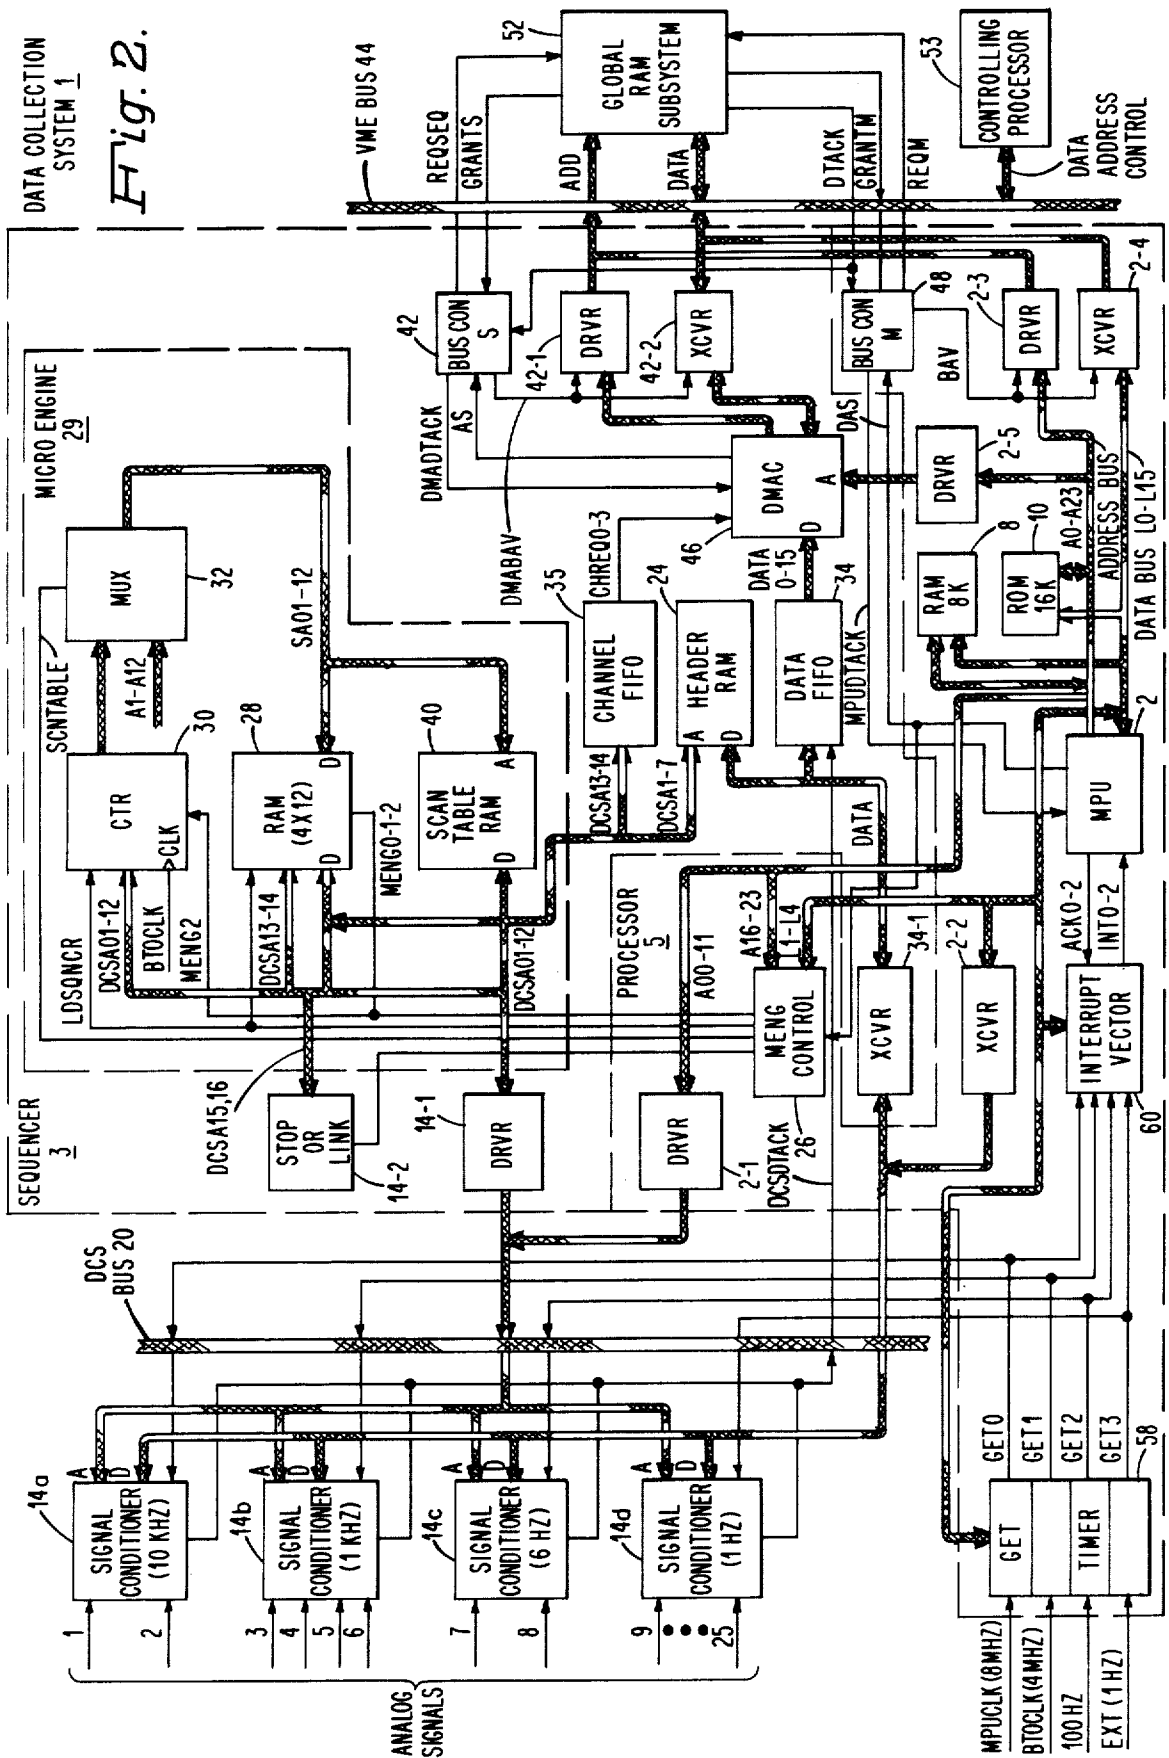 DATA COLLECTION
SYSTEM 1
Fig. 2.
SEQUENCER
3
MICRO ENGINE
29
SCNTABLE
MUX
32
A1-A12
CTR
CLK
30
LDSQNCR
DCSA01-12
BTOCLK
MENG2
DCSA13-14
RAM
(4X12)
D
D
28
SA01-12
MENG0-1-2
SCAN
TABLE
RAM
D
A
40
DCSA01-12
DCSA15,16
STOP
OR
LINK
14-2
DRVR
14-1
DCSA13-14
DCSA1-7
CHANNEL
FIFO
35
CHREQ0-3
HEADER
RAM
A
D
24
DATA
FIFO
34
DATA
0-15
DATA
DMAC
D
A
46
DMADTACK
AS
DMABAV
BUS CON
S
42
DRVR
42-1
XCVR
42-2
REQSEQ
GRANTS
VME BUS 44
ADD
DATA
GLOBAL
RAM
SUBSYSTEM
52
DTACK
GRANTM
REQM
BUS CON
M
48
MPUDTACK
DAS
BAV
DRVR
2-3
XCVR
2-4
CONTROLLING
PROCESSOR
53
DATA
ADDRESS
CONTROL
DRVR
2-5
RAM
8K
8
ROM
16K
10
A0-A23
ADDRESS BUS
DATA BUS L0-L15
MPU
2
ACK0-2
INT0-2
INTERRUPT
VECTOR
60
PROCESSOR
5
A00-11
A16-23
L1-L4
MENG
CONTROL
26
DRVR
2-1
DCSDTACK
XCVR
34-1
XCVR
2-2
DCS
BUS 20
14a
SIGNAL
CONDITIONER
(10 KHZ)
A
D
14b
SIGNAL
CONDITIONER
(1 KHZ)
A
D
14c
SIGNAL
CONDITIONER
(6 HZ)
A
D
14d
SIGNAL
CONDITIONER
(1 HZ)
A
D
1
2
3
4
5
6
7
8
9
25
ANALOG
SIGNALS
GET0
GET1
GET2
GET3
58
GET
TIMER
MPUCLK (8MHZ)
BTOCLK (4MHZ)
100HZ
EXT (1 HZ)